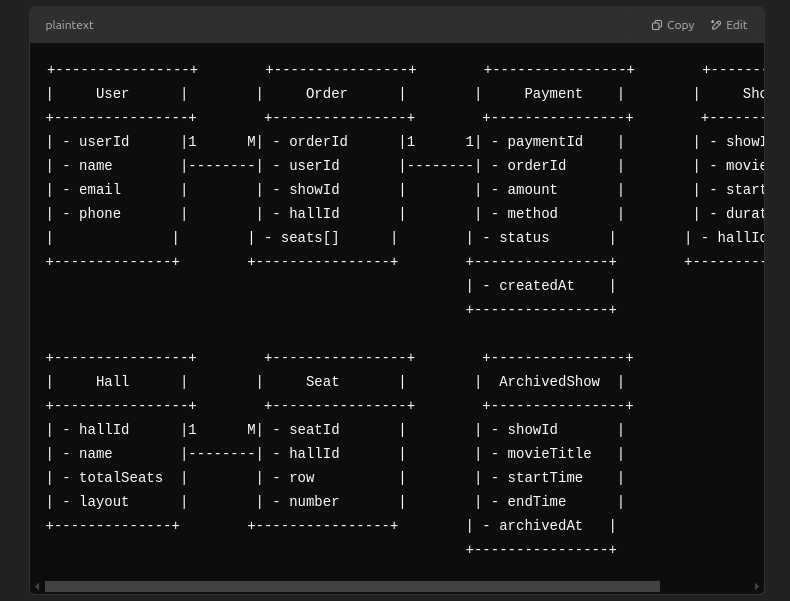 plaintext Copy Edit
+----------------+        +----------------+        +----------------+        +------
|     User      |        |     Order      |        |     Payment    |        |     Sho
+----------------+        +----------------+        +----------------+        +------
| - userId      |1      M| - orderId      |1      1| - paymentId    |        | - showI
| - name        |--------| - userId       |--------| - orderId      |        | - movie
| - email       |        | - showId       |        | - amount       |        | - start
| - phone       |        | - hallId       |        | - method       |        | - durat
|              |        | - seats[]      |        | - status       |        | - hallId
+--------------+        +----------------+        +----------------+        +---------
| - createdAt    |
+----------------+
+----------------+        +----------------+        +----------------+
|     Hall      |        |     Seat       |        |  ArchivedShow  |
+----------------+        +----------------+        +----------------+
| - hallId      |1      M| - seatId       |        | - showId       |
| - name        |--------| - hallId       |        | - movieTitle   |
| - totalSeats  |        | - row          |        | - startTime    |
| - layout      |        | - number       |        | - endTime      |
+--------------+        +----------------+        | - archivedAt   |
+----------------+